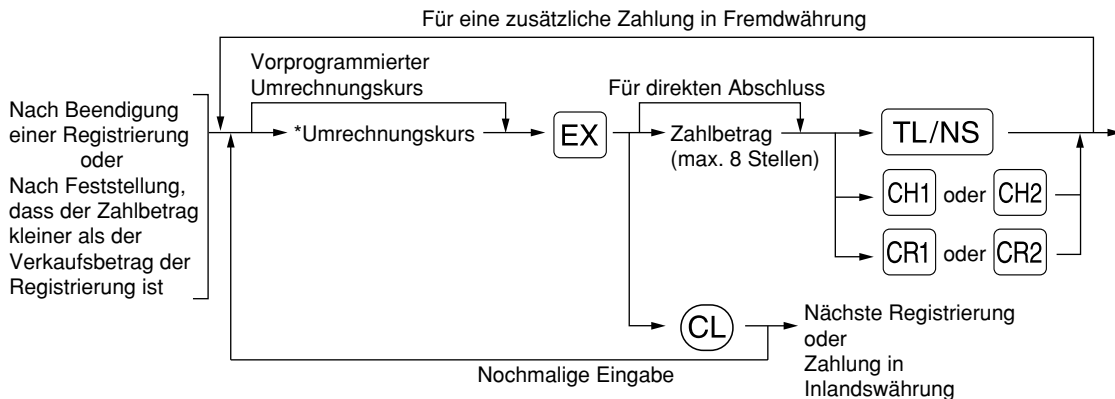 Für eine zusätzliche Zahlung in Fremdwährung
Vorprogrammierter
Umrechnungskurs
Für direkten Abschluss
Nach Beendigung
einer Registrierung
oder
Nach Feststellung,
dass der Zahlbetrag
kleiner als der
Verkaufsbetrag der
Registrierung ist
*Umrechnungskurs
EX
Zahlbetrag
(max. 8 Stellen)
TL/NS
CH1 oder CH2
CR1 oder CR2
CL
Nächste Registrierung
oder
Zahlung in
Inlandswährung
Nochmalige Eingabe